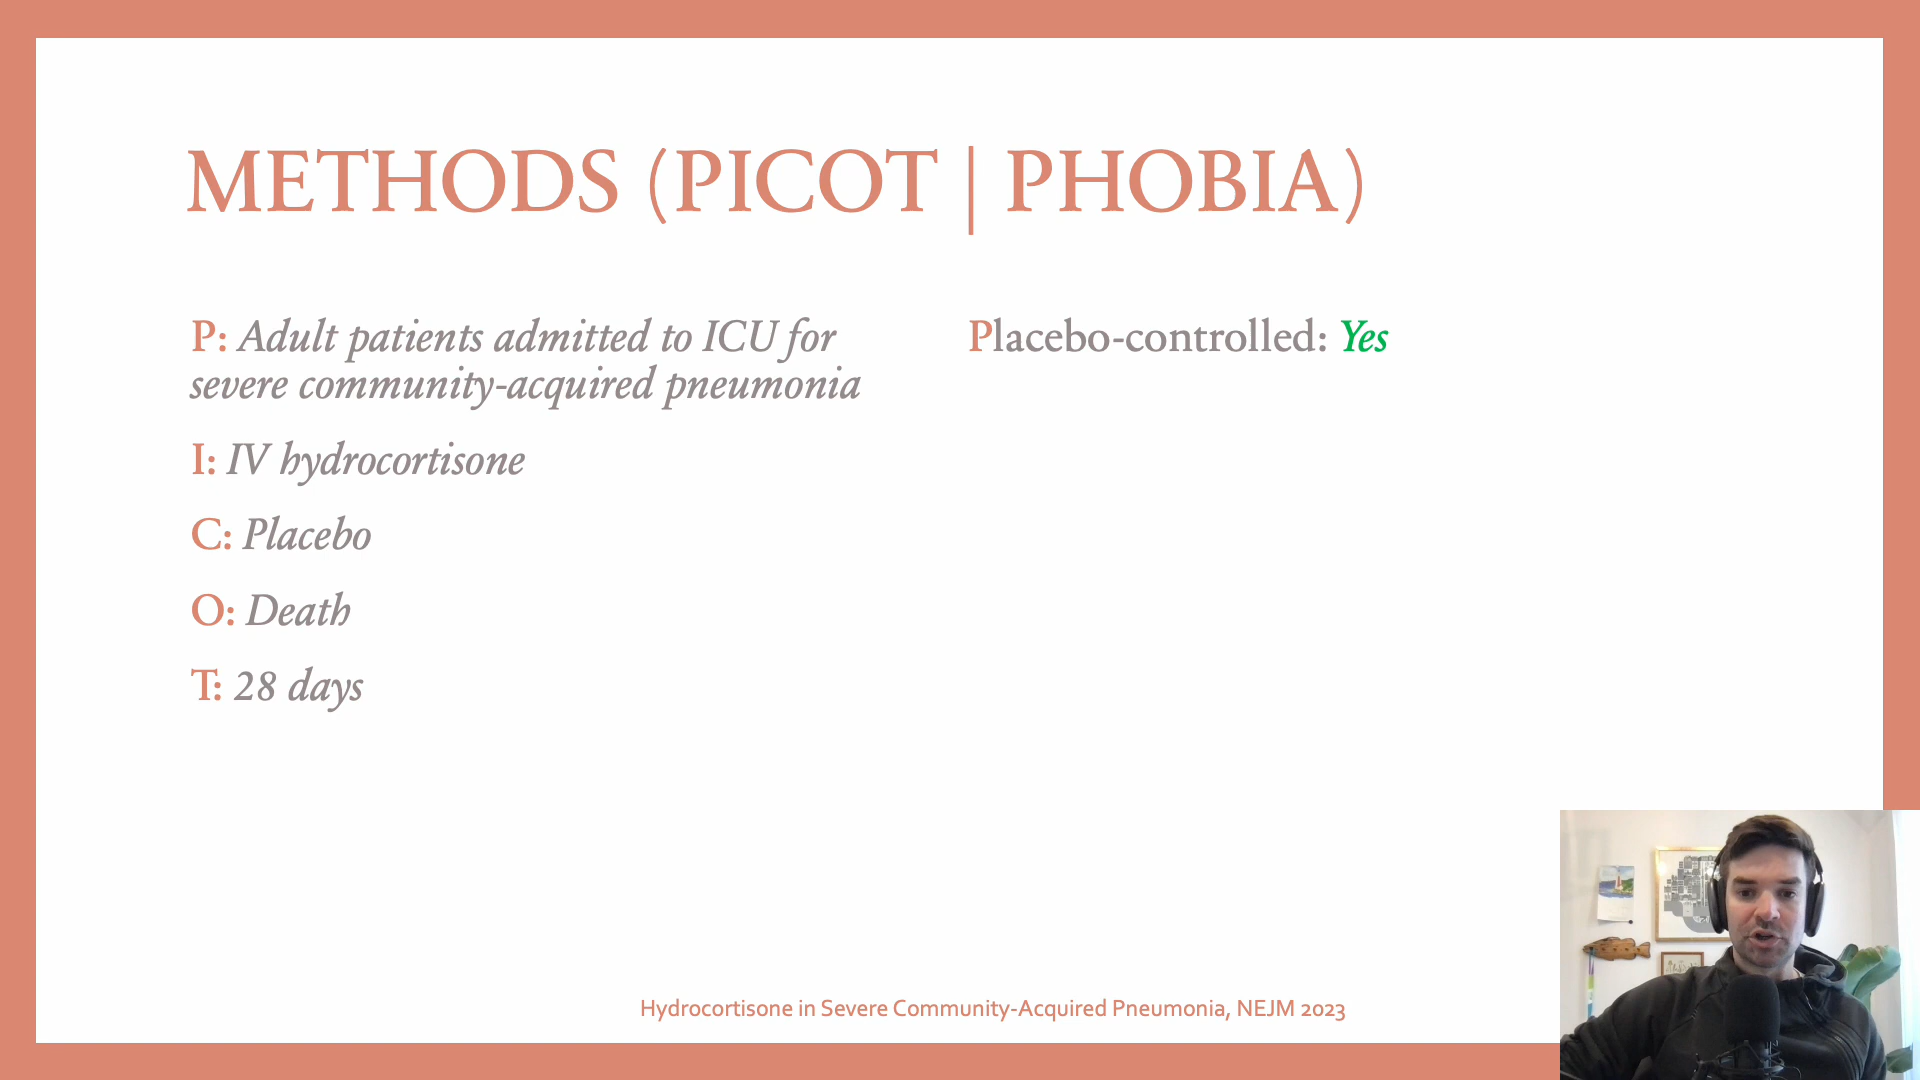 METHODS (PICOT | PHOBIA)
P: Adult patients admitted to ICU for
severe community-acquired pneumonia
I: IV hydrocortisone
C: Placebo
O: Death
T: 28 days
Placebo-controlled: Yes
Hydrocortisone in Severe Community-Acquired Pneumonia, NEJM 2023